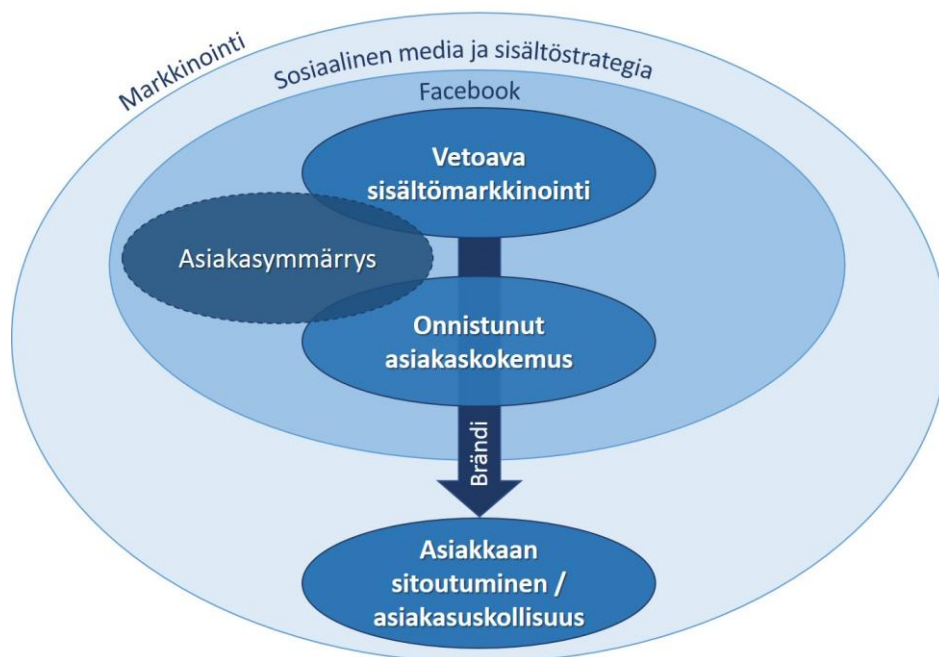 Markkinointi
Sosiaalinen media ja sisältöstrategia
Facebook
Vetoava
sisältömarkkinointi
Asiakasymmärrys
Onnistunut
asiakaskokemus
Brändi
Asiakkaan
sitoutuminen /
asiakasuskollisuus